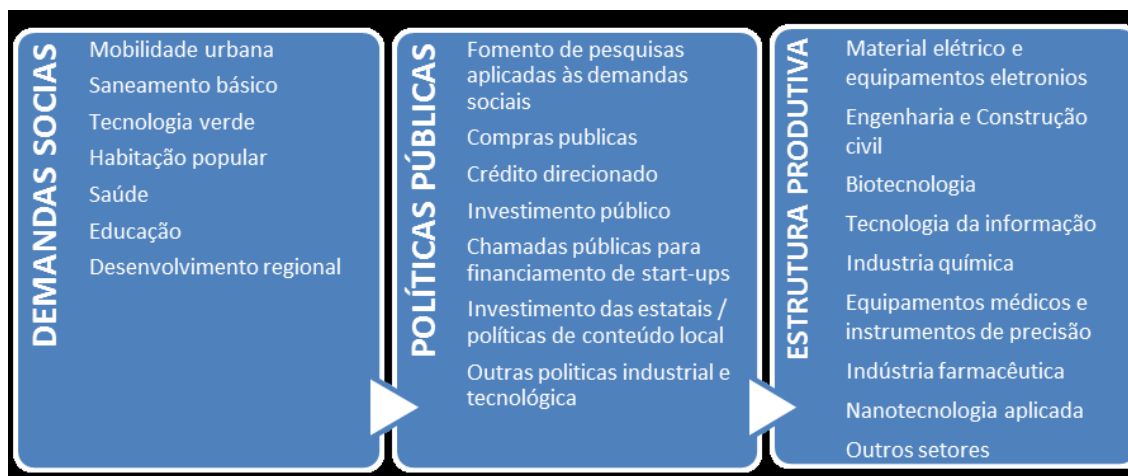 DEMANDAS SOCIAS
Mobilidade urbana
Saneamento básico
Tecnologia verde
Habitação popular
Saúde
Educação
Desenvolvimento regional
POLÍTICAS PÚBLICAS
Fomento de pesquisas
aplicadas às demandas
sociais
Compras publicas
Crédito direcionado
Investimento público
Chamadas públicas para
financiamento de start-ups
Investimento das estatais /
políticas de conteúdo local
Outras politicas industrial e
tecnológica
ESTRUTURA PRODUTIVA
Material elétrico e
equipamentos eletronios
Engenharia e Construção
civil
Biotecnologia
Tecnologia da informação
Industria química
Equipamentos médicos e
instrumentos de precisão
Indústria farmacêutica
Nanotecnologia aplicada
Outros setores